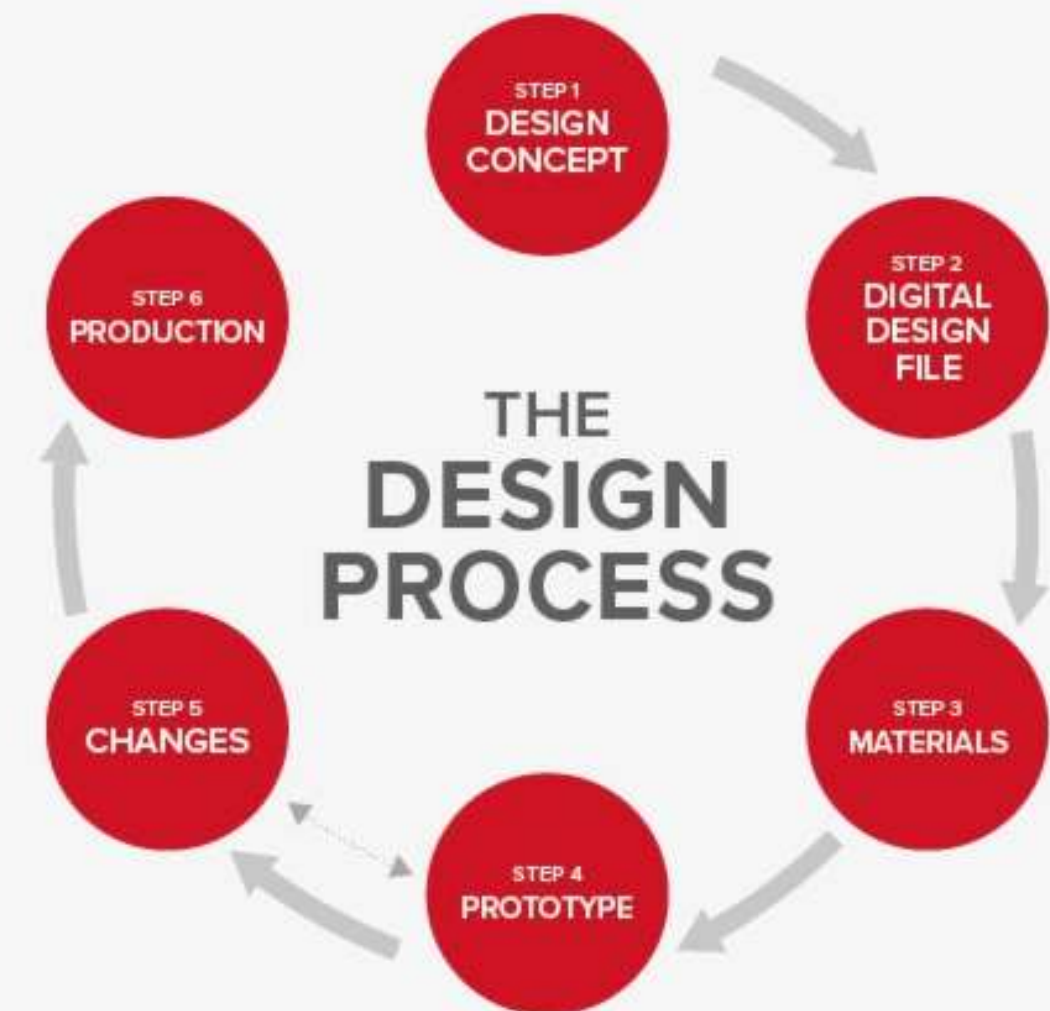 STEP 1
DESIGN
CONCEPT
STEP 2
DIGITAL
DESIGN
FILE
STEP 3
MATERIALS
STEP 4
PROTOTYPE
STEP 5
CHANGES
STEP 6
PRODUCTION
THE
DESIGN
PROCESS